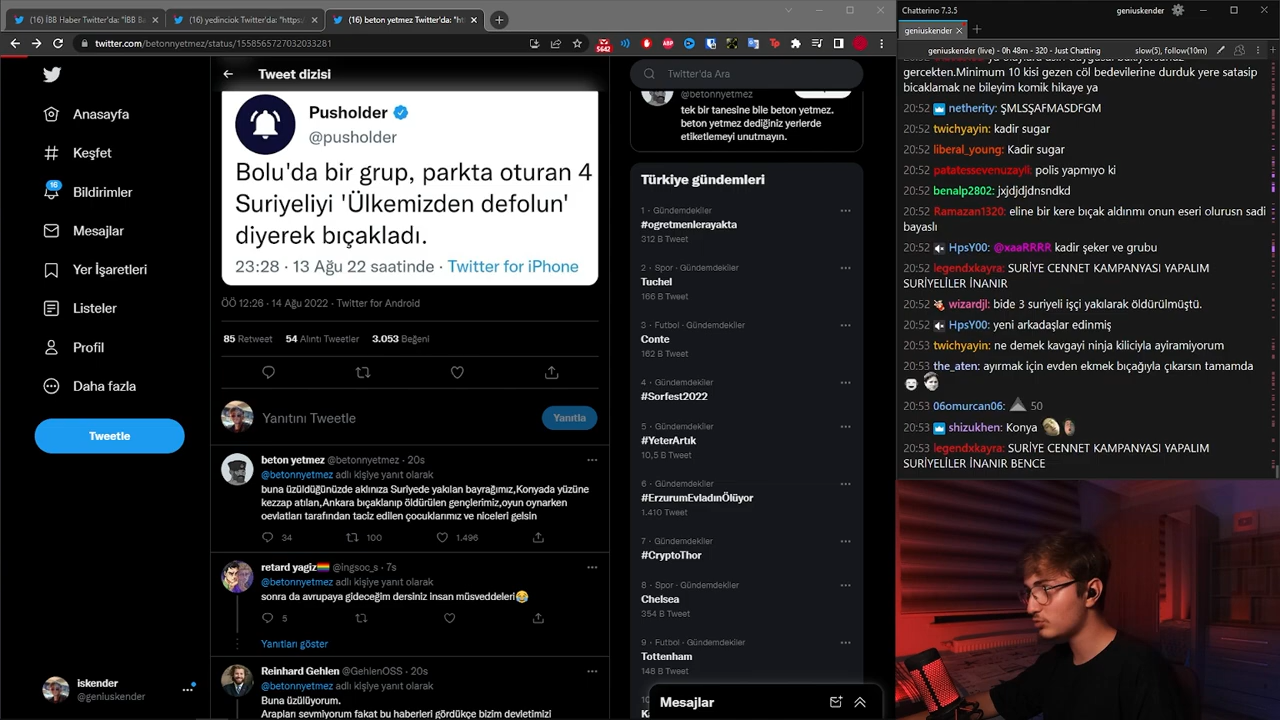 (16) İBB Haber Twitter'da: "İBB Ba
(16) yedinciok Twitter'da: "https:/
(16) beton yetmez Twitter'da: "ht
twitter.com/betonnyetmez/status/1558565727032033281
5642
Anasayfa
Keşfet
16
Bildirimler
Mesajlar
Yer İşaretleri
Listeler
Profil
Daha fazla
Tweetle
iskender
@geniuskender
Tweet dizisi
Pusholder
@pusholder
Bolu'da bir grup, parkta oturan 4
Suriyeliyi 'Ülkemizden defolun'
diyerek bıçakladı.
23:28 · 13 Ağu 22 saatinde · Twitter for iPhone
ÖÖ 12:26 · 14 Ağu 2022 · Twitter for Android
85 Retweet 54 Alıntı Tweetler 3.053 Beğeni
Yanıtını Tweetle
Yanıtla
beton yetmez @betonnyetmez · 20s
@betonnyetmez adlı kişiye yanıt olarak
buna üzüldüğünüzde aklınıza Suriyede yakılan bayrağımız,Konyada yüzüne
kezzap atılan,Ankara bıçaklanıp öldürülen gençlerimiz,oyun oynarken
oevlatları tarafından taciz edilen çocuklarımız ve niceleri gelsin
34 100 1.496
retard yagiz @ingsoc_s · 7s
@betonnyetmez adlı kişiye yanıt olarak
sonra da avrupaya gideceğim dersiniz insan müsveddeleri😂
5
Yanıtları göster
Reinhard Gehlen @GehlenOSS · 20s
@betonnyetmez adlı kişiye yanıt olarak
Buna üzülüyorum.
Arapları sevmiyorum fakat bu haberleri gördükçe bizim devletimizi
Twitter'da Ara
@betonnyetmez
tek bir tanesine bile beton yetmez.
beton yetmez dediğiniz yerlerde
etiketlemeyi unutmayın.
Türkiye gündemleri
1 · Gündemdekiler
#ogretmenlerayakta
312 B Tweet
2 · Spor · Gündemdekiler
Tuchel
166 B Tweet
3 · Futbol · Gündemdekiler
Conte
162 B Tweet
4 · Gündemdekiler
#Sorfest2022
5 · Gündemdekiler
#YeterArtık
10,5 B Tweet
6 · Gündemdekiler
#ErzurumEvladınÖlüyor
1.410 Tweet
7 · Gündemdekiler
#CryptoThor
8 · Spor · Gündemdekiler
Chelsea
354 B Tweet
9 · Futbol · Gündemdekiler
Tottenham
148 B Tweet
Mesajlar
Chatterino 7.3.5
geniuskender
geniuskender
geniuskender (live) - 0h 48m - 320 - Just Chatting
slow(5), follow(10m)
gercekten.Minimum 10 kisi gezen cöl bedevilerine durduk yere satasip
bicaklamak ne bileyim komik hikaye ya
20:52 netherity: ŞMLŞŞAFMASDFGM
20:52 twichyayin: kadir sugar
20:52 liberal_young: Kadir sugar
20:52 patatessevenuzayli: polis yapmıyo ki
20:52 benalp2802: jxjdjdjdnsndkd
20:52 Ramazan1320: eline bir kere bıçak aldınmı onun eseri olursn sadi
bayaslı
20:52 HpsY00: @xaaRRRR kadir şeker ve grubu
20:52 legendxkayra: SURİYE CENNET KAMPANYASI YAPALIM
SURİYELİLER İNANIR
20:52 wizardjl: bide 3 suriyeli işçi yakılarak öldürülmüştü.
20:52 HpsY00: yeni arkadaşlar edinmiş
20:53 twichyayin: ne demek kavgayi ninja kiliciyla ayiramiyorum
20:53 the_aten: ayırmak için evden ekmek bıçağıyla çıkarsın tamamda
20:53 06omurcan06: 50
20:53 shizukhen: Konya
20:53 legendxkayra: SURİYE CENNET KAMPANYASI YAPALIM
SURİYELİLER İNANIR BENCE